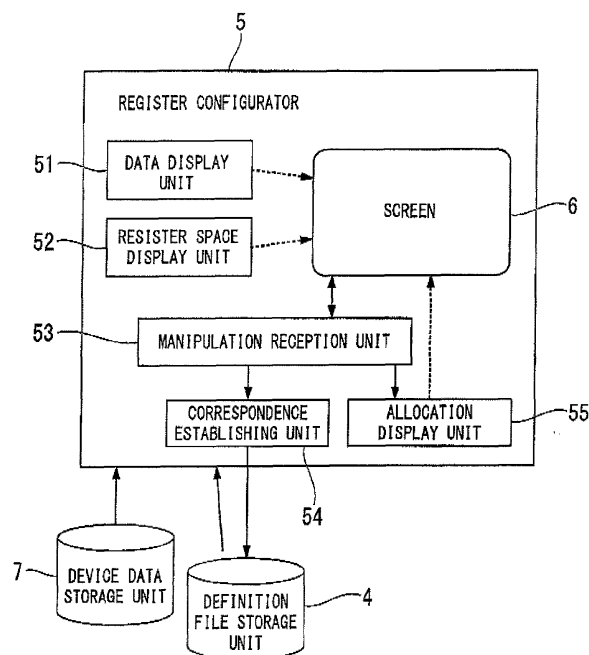 5
REGISTER CONFIGURATOR
51
DATA DISPLAY
UNIT
SCREEN
6
52
RESISTER SPACE
DISPLAY UNIT
53
MANIPULATION RECEPTION UNIT
CORRESPONDENCE
ESTABLISHING UNIT
ALLOCATION
DISPLAY UNIT
55
54
7
DEVICE DATA
STORAGE UNIT
DEFINITION
FILE STORAGE
UNIT
4